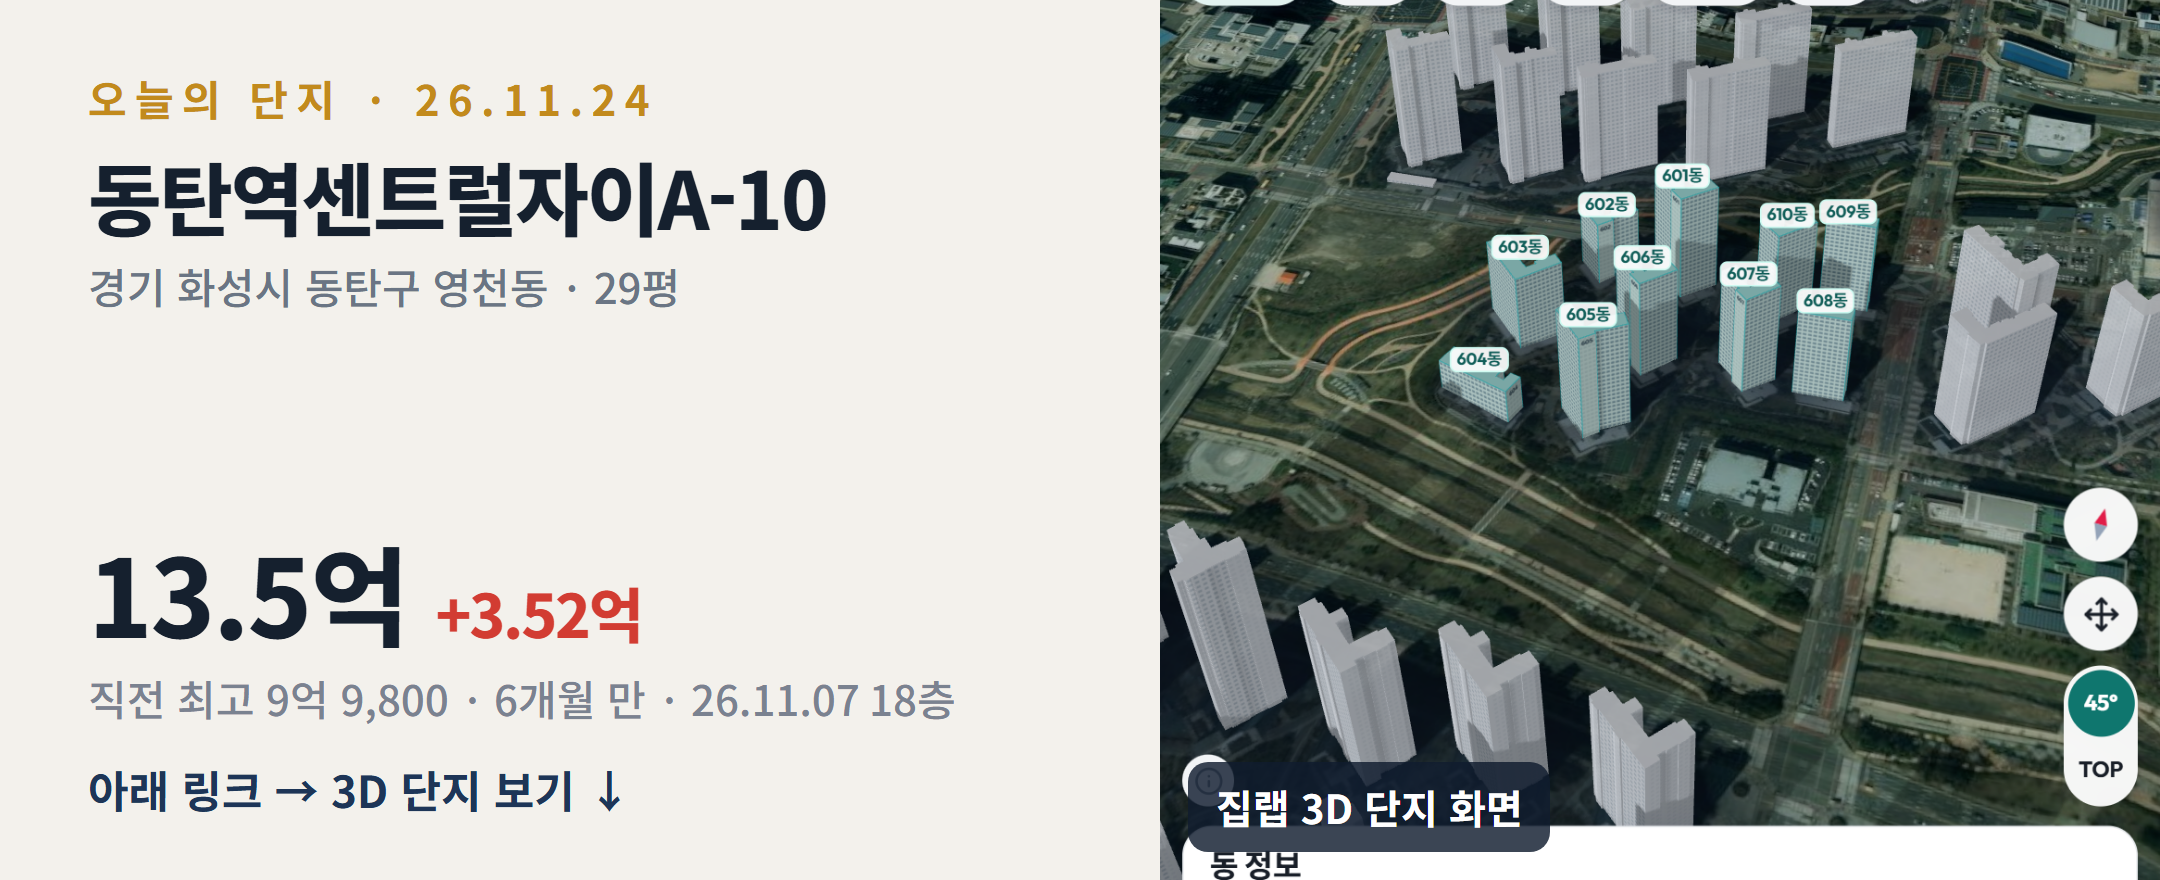 오늘의 단지 · 26.11.24
동탄역센트럴자이A-10
경기 화성시 동탄구 영천동 · 29평
13.5억 +3.52억
직전 최고 9억 9,800 · 6개월 만 · 26.11.07 18층
아래 링크 → 3D 단지 보기 ↓
601동
602동
610동
609동
603동
606동
607동
608동
605동
604동
45°
TOP
집랩 3D 단지 화면
동 정보